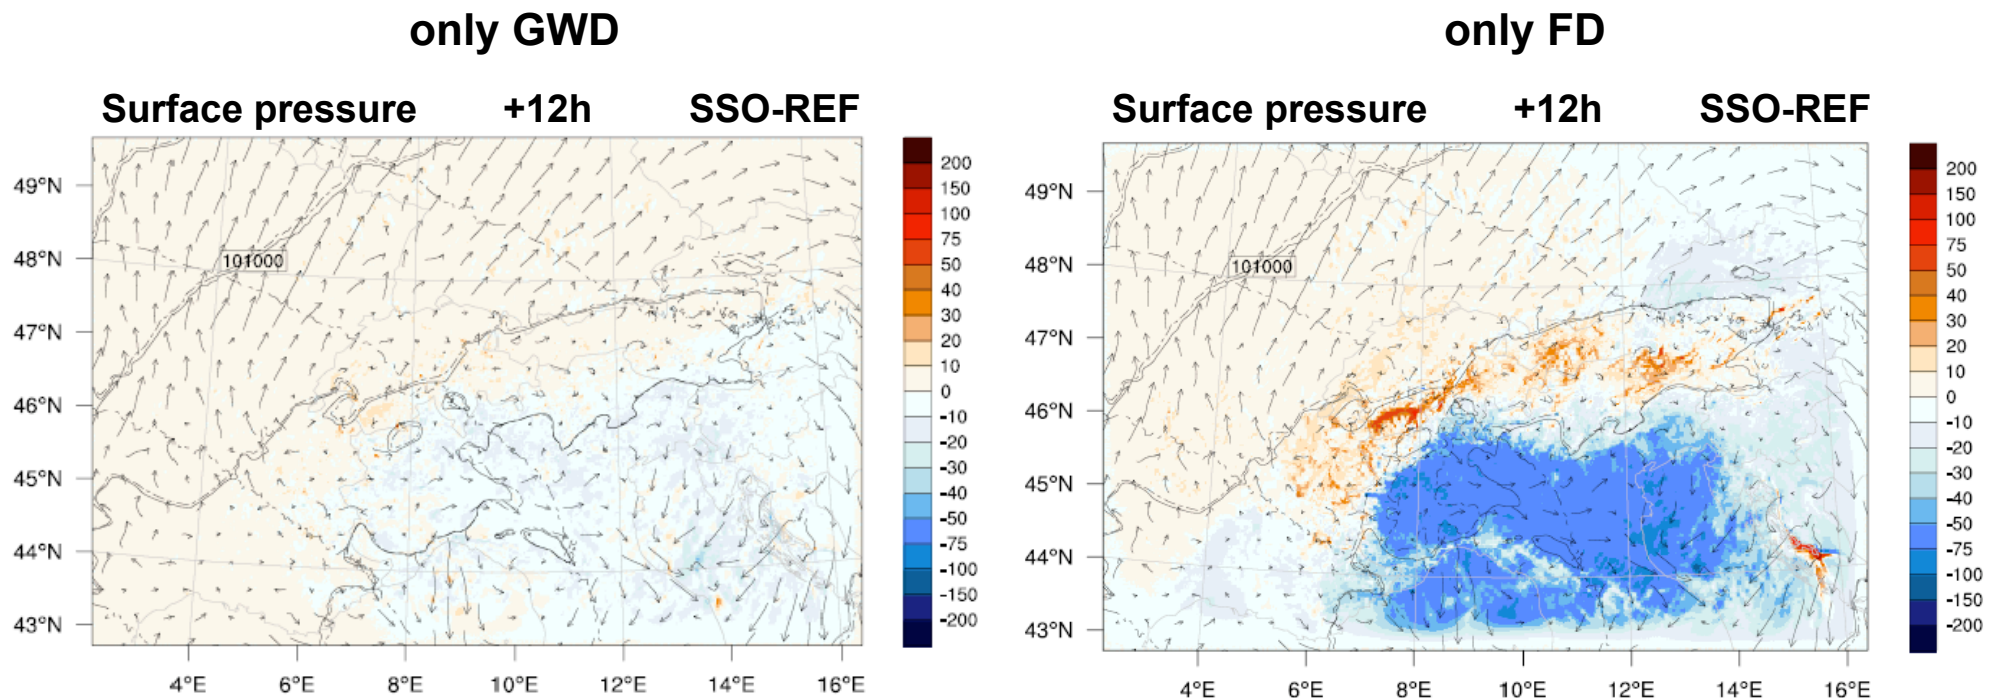 only GWD
only FD
Surface pressure +12h SSO-REF
Surface pressure +12h SSO-REF
49°N
48°N
47°N
46°N
45°N
44°N
43°N
4°E 6°E 8°E 10°E 12°E 14°E 16°E
101000
200
150
100
75
50
40
30
20
10
0
-10
-20
-30
-40
-50
-75
-100
-150
-200
49°N
48°N
47°N
46°N
45°N
44°N
43°N
4°E 6°E 8°E 10°E 12°E 14°E 16°E
101000
200
150
100
75
50
40
30
20
10
0
-10
-20
-30
-40
-50
-75
-100
-150
-200